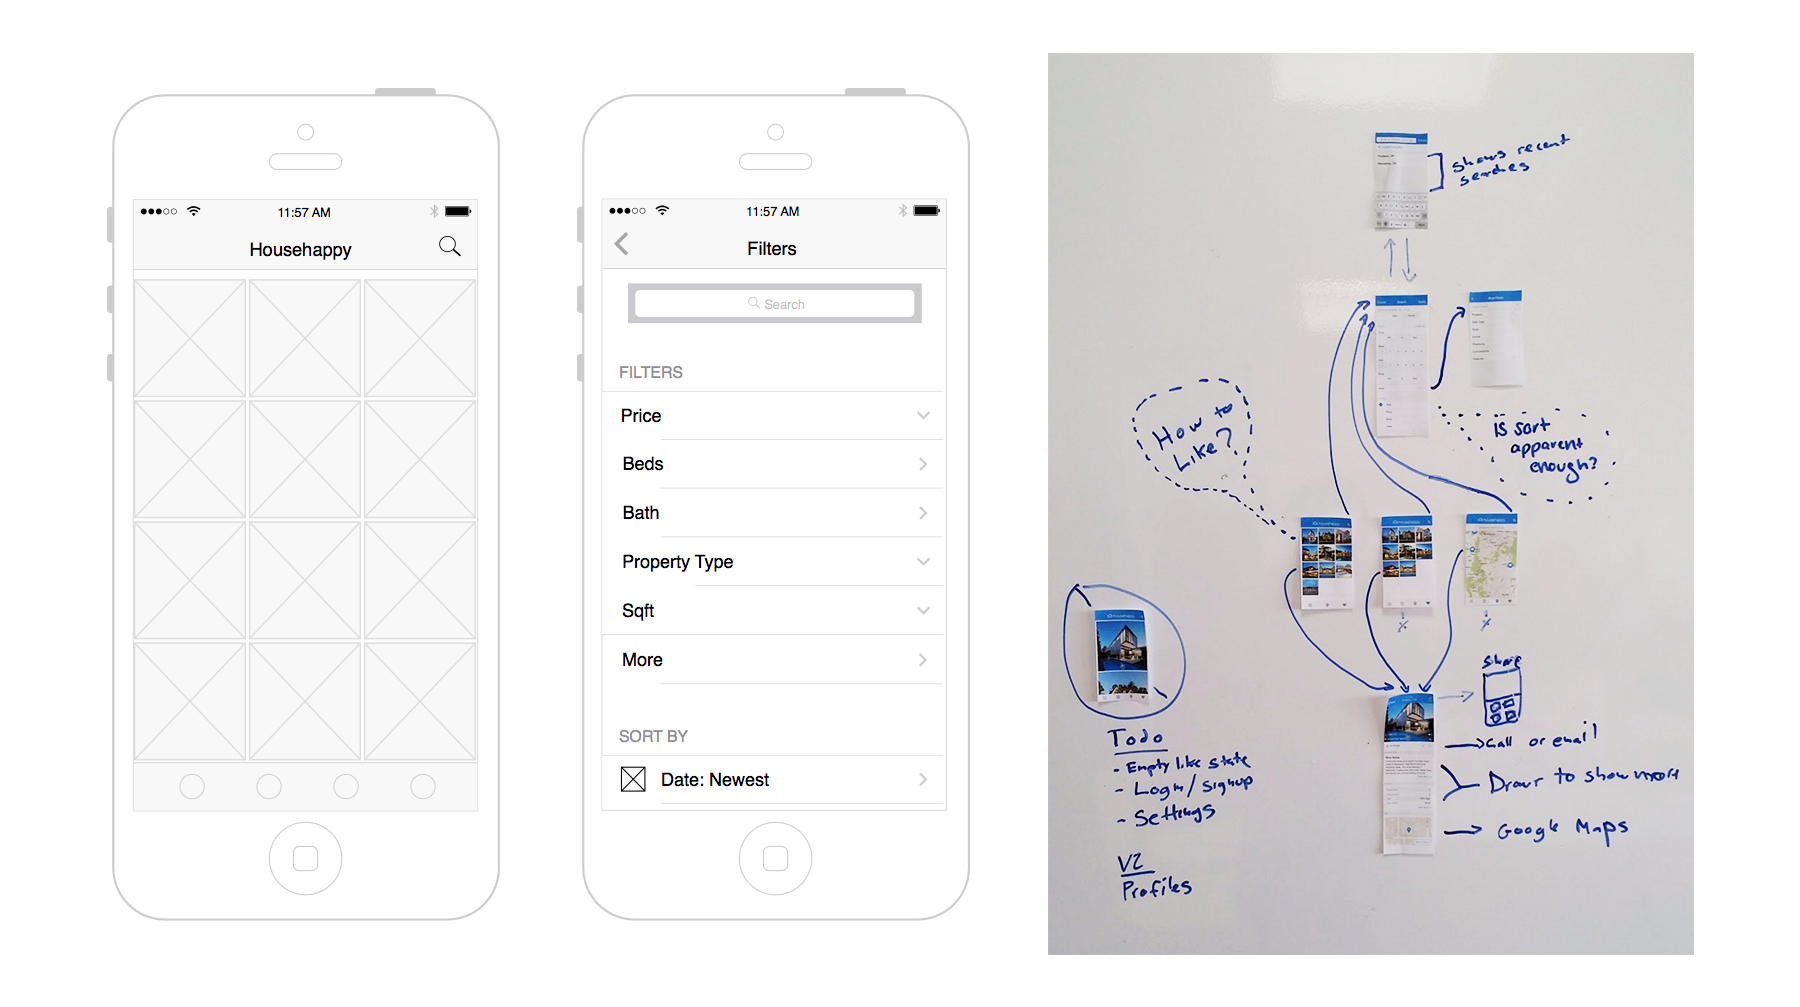 11:57 AM
Househappy
11:57 AM
Filters
Search
FILTERS
Price
Beds
Bath
Property Type
Sqft
More
SORT BY
Date: Newest
shows recent
searches
How to
Like?
Is sort
apparent
enough?
share
call or email
to show more
Google Maps
Todo
- Empty like state
- Login / Signup
- Settings
V2
Profiles